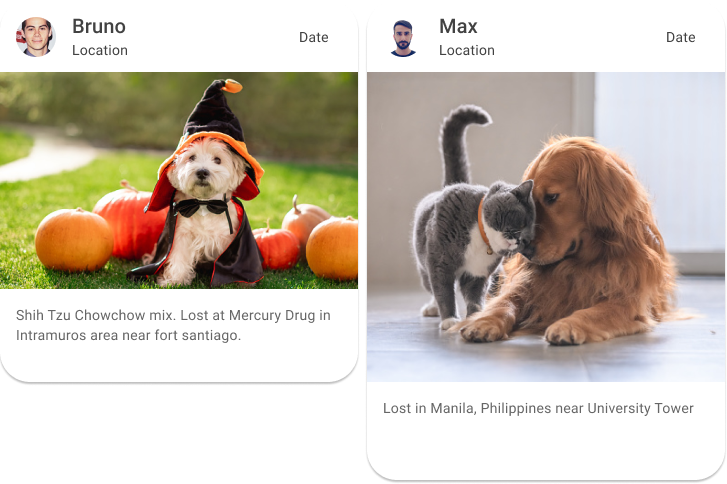 Bruno
Location
Date
Shih Tzu Chowchow mix. Lost at Mercury Drug in
Intramuros area near fort santiago.
Max
Location
Date
Lost in Manila, Philippines near University Tower